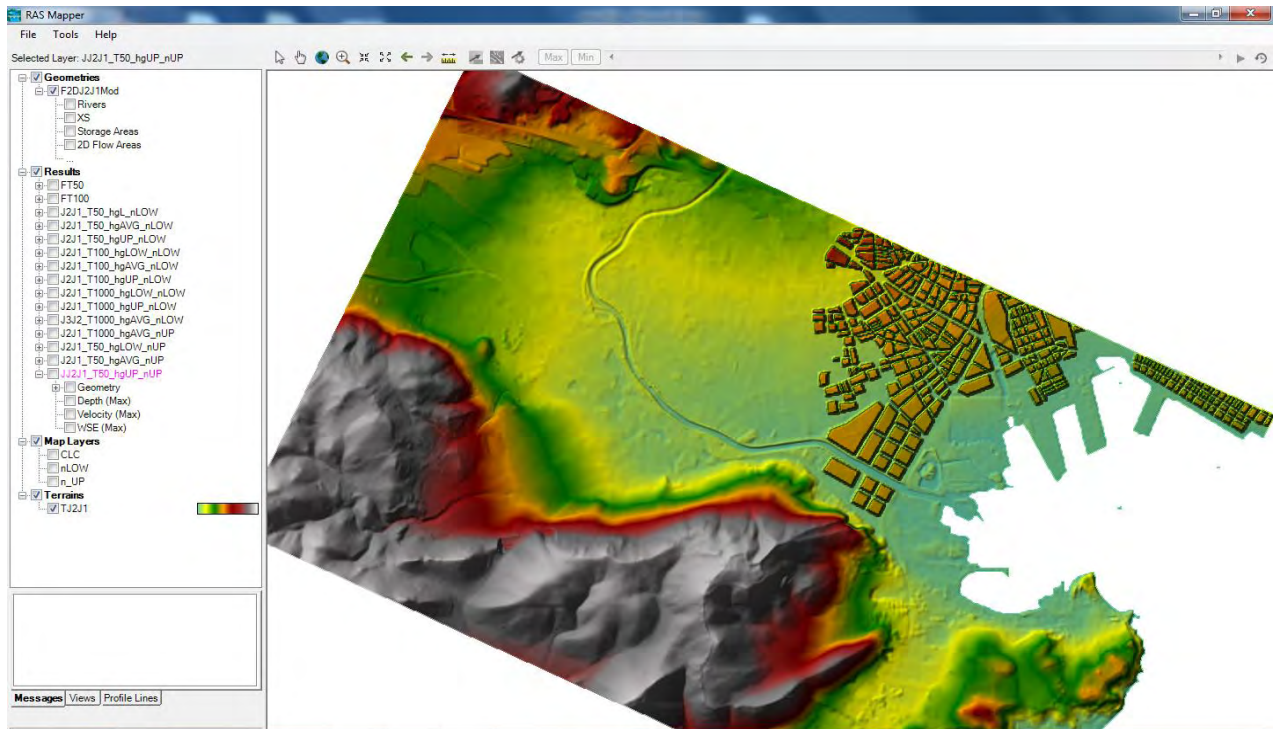 RAS Mapper
File Tools Help
Selected Layer: JJ2J1_T50_hgUP_nUP
Max Min
Geometries
F2DJ2J1Mod
Rivers
XS
Storage Areas
2D Flow Areas
...
Results
FT50
FT100
J2J1_T50_hgL_nLOW
J2J1_T50_hgAVG_nLOW
J2J1_T50_hgUP_nLOW
J2J1_T100_hgLOW_nLOW
J2J1_T100_hgAVG_nLOW
J2J1_T100_hgUP_nLOW
J2J1_T1000_hgLOW_nLOW
J2J1_T1000_hgUP_nLOW
J3J2_T1000_hgAVG_nLOW
J2J1_T1000_hgAVG_nUP
J2J1_T50_hgLOW_nUP
J2J1_T50_hgAVG_nUP
JJ2J1_T50_hgUP_nUP
Geometry
Depth (Max)
Velocity (Max)
WSE (Max)
Map Layers
CLC
nLOW
n_UP
Terrains
TJ2J1
Messages Views Profile Lines